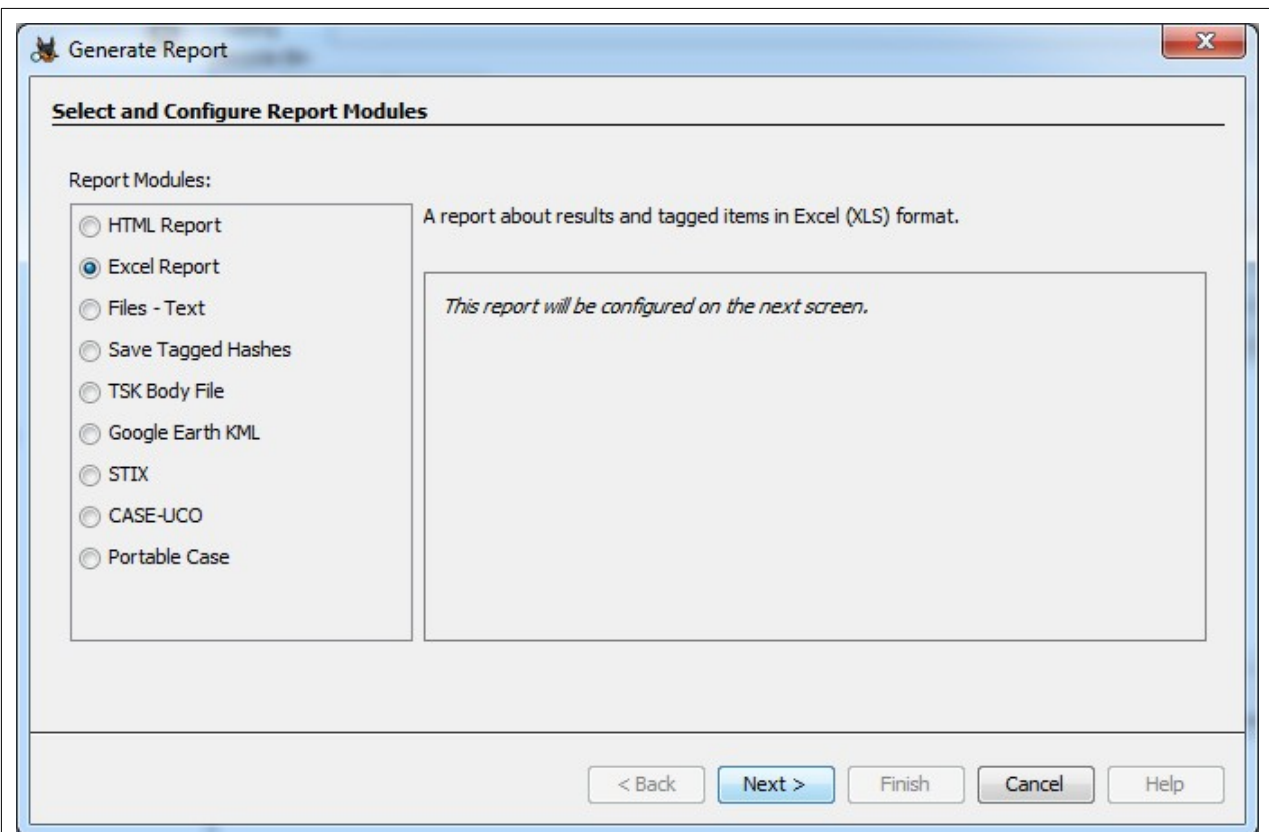 Generate Report
Select and Configure Report Modules
Report Modules:
HTML Report
Excel Report
Files - Text
Save Tagged Hashes
TSK Body File
Google Earth KML
STIX
CASE-UCO
Portable Case
A report about results and tagged items in Excel (XLS) format.
This report will be configured on the next screen.
< Back
Next >
Finish
Cancel
Help